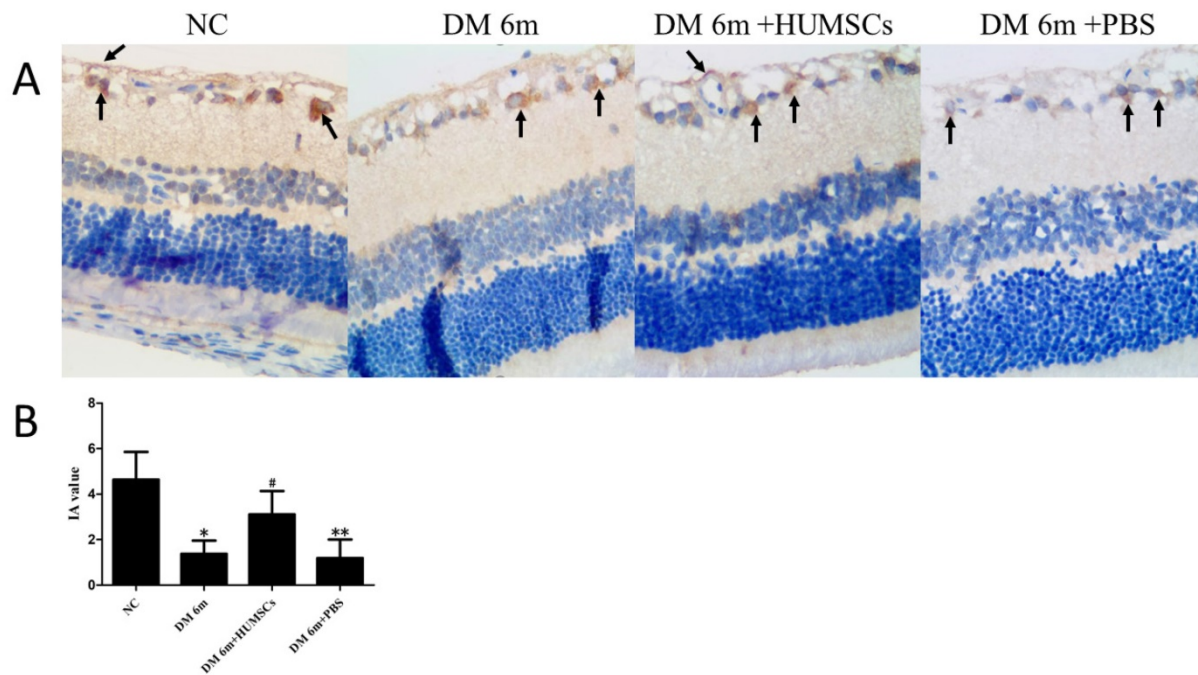 NC DM 6m DM 6m +HUMSCs DM 6m +PBS
A
B
8
6
4
2
0
IA value
*
#
**
NC
DM 6m
DM 6m+HUMSCs
DM 6m+PBS